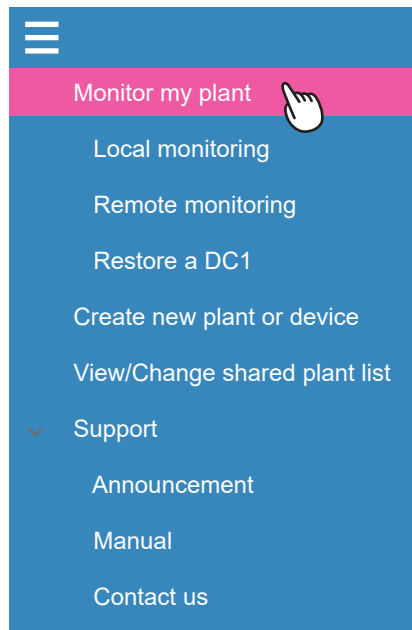 Monitor my plant
Local monitoring
Remote monitoring
Restore a DC1
Create new plant or device
View/Change shared plant list
Support
Announcement
Manual
Contact us